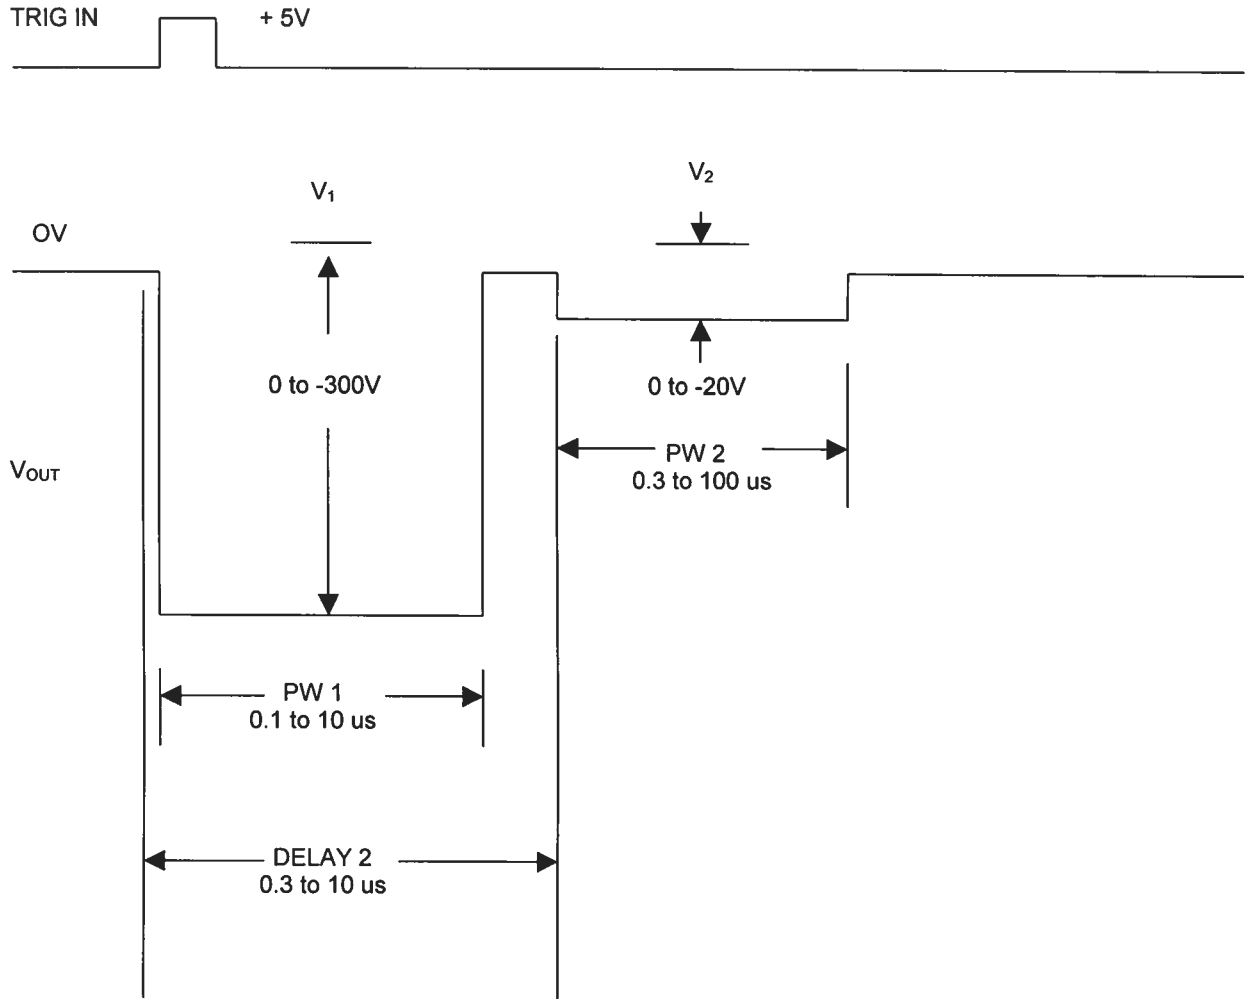 TRIG IN + 5V
V₁
V₂
OV
0 to -300V
0 to -20V
V_OUT
PW 2
0.3 to 100 us
PW 1
0.1 to 10 us
DELAY 2
0.3 to 10 us